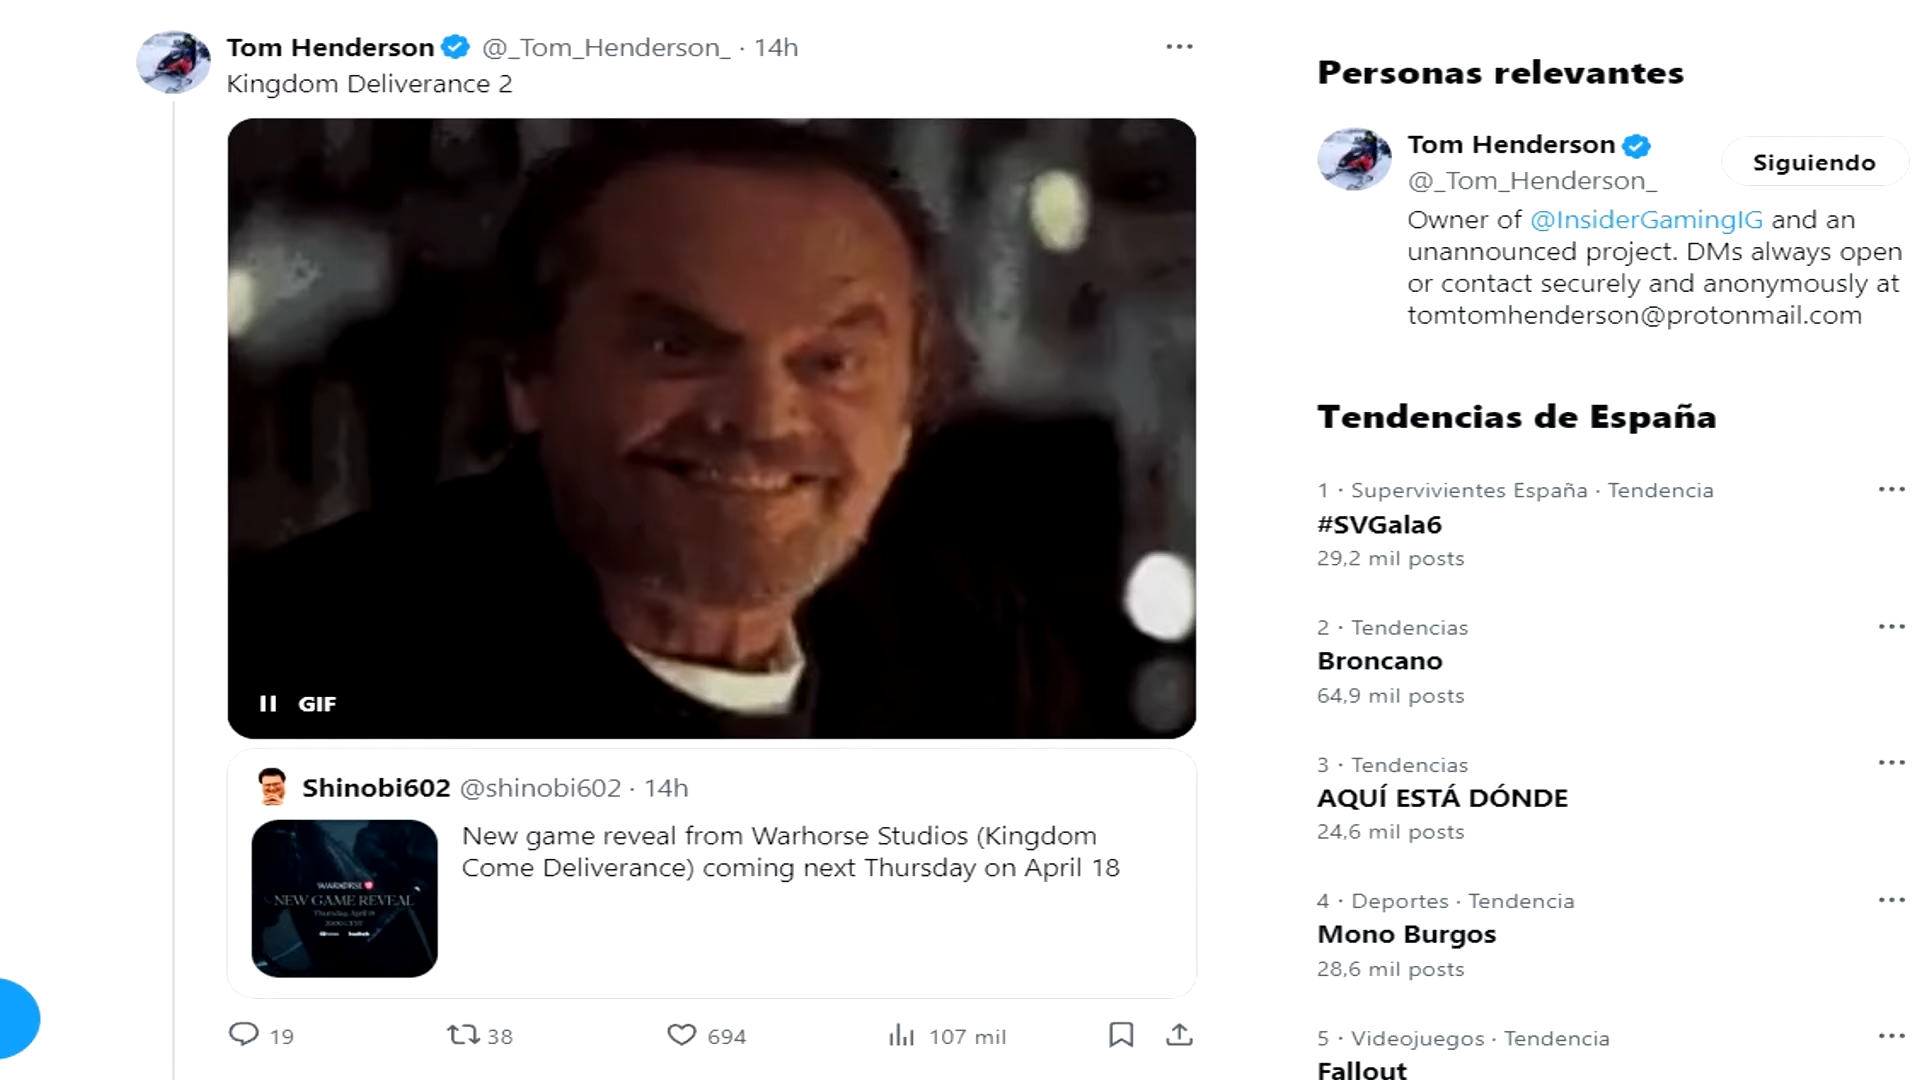 Tom Henderson @_Tom_Henderson_ · 14h
Kingdom Deliverance 2
GIF
Shinobi602 @shinobi602 · 14h
New game reveal from Warhorse Studios (Kingdom
Come Deliverance) coming next Thursday on April 18
WARHORSE
NEW GAME REVEAL
Thursday, April 18
19
38
694
107 mil
Personas relevantes
Tom Henderson
@_Tom_Henderson_
Siguiendo
Owner of @InsiderGamingIG and an
unannounced project. DMs always open
or contact securely and anonymously at
tomtomhenderson@protonmail.com
Tendencias de España
1 · Supervivientes España · Tendencia
#SVGala6
29,2 mil posts
2 · Tendencias
Broncano
64,9 mil posts
3 · Tendencias
AQUÍ ESTÁ DÓNDE
24,6 mil posts
4 · Deportes · Tendencia
Mono Burgos
28,6 mil posts
5 · Videojuegos · Tendencia
Fallout